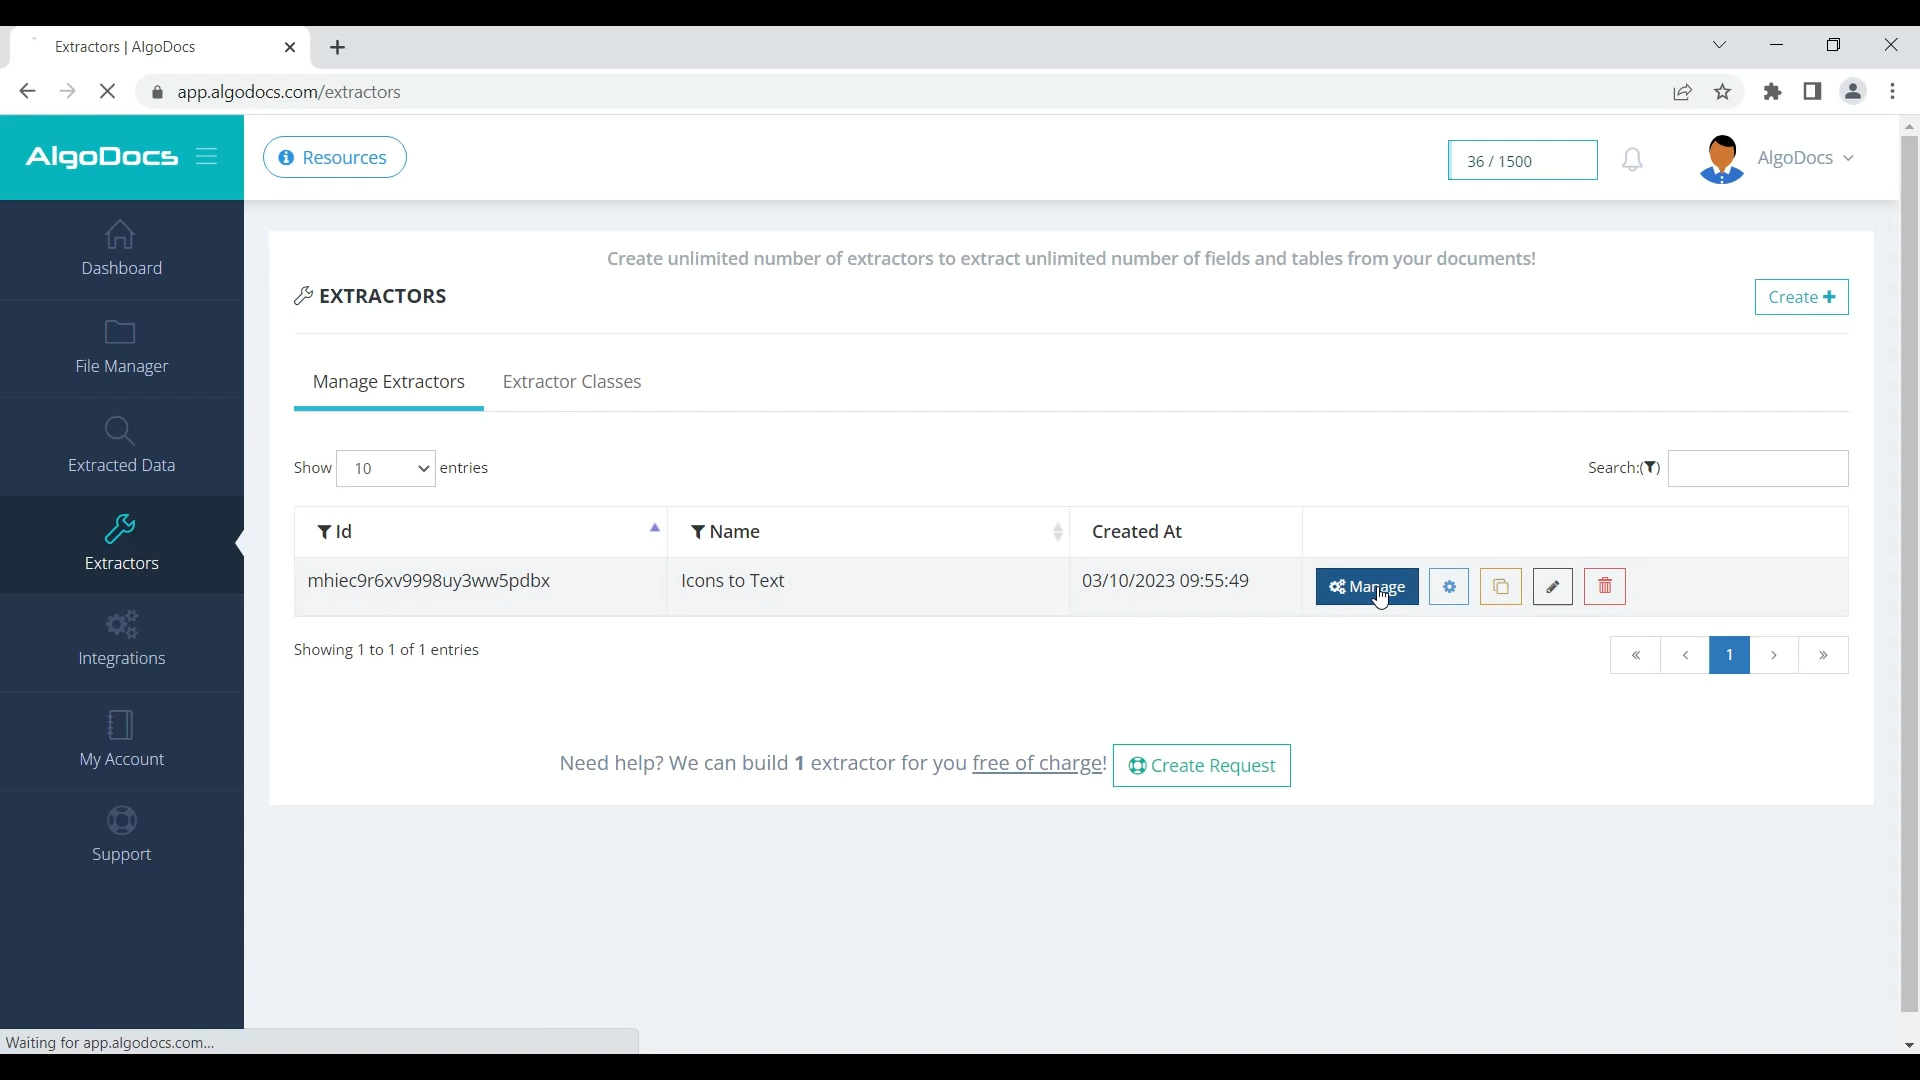 Extractors | AlgoDocs
app.algodocs.com/extractors
AlgoDocs
Resources
36 / 1500
AlgoDocs
Dashboard
File Manager
Extracted Data
Extractors
Integrations
My Account
Support
Create unlimited number of extractors to extract unlimited number of fields and tables from your documents!
EXTRACTORS
Create
Manage Extractors
Extractor Classes
Show 10 entries
Search:( )
Id
Name
Created At
mhiec9r6xv9998uy3ww5pdbx
Icons to Text
03/10/2023 09:55:49
Manage
Showing 1 to 1 of 1 entries
« ‹ 1 › »
Need help? We can build 1 extractor for you free of charge!
Create Request
Waiting for app.algodocs.com...